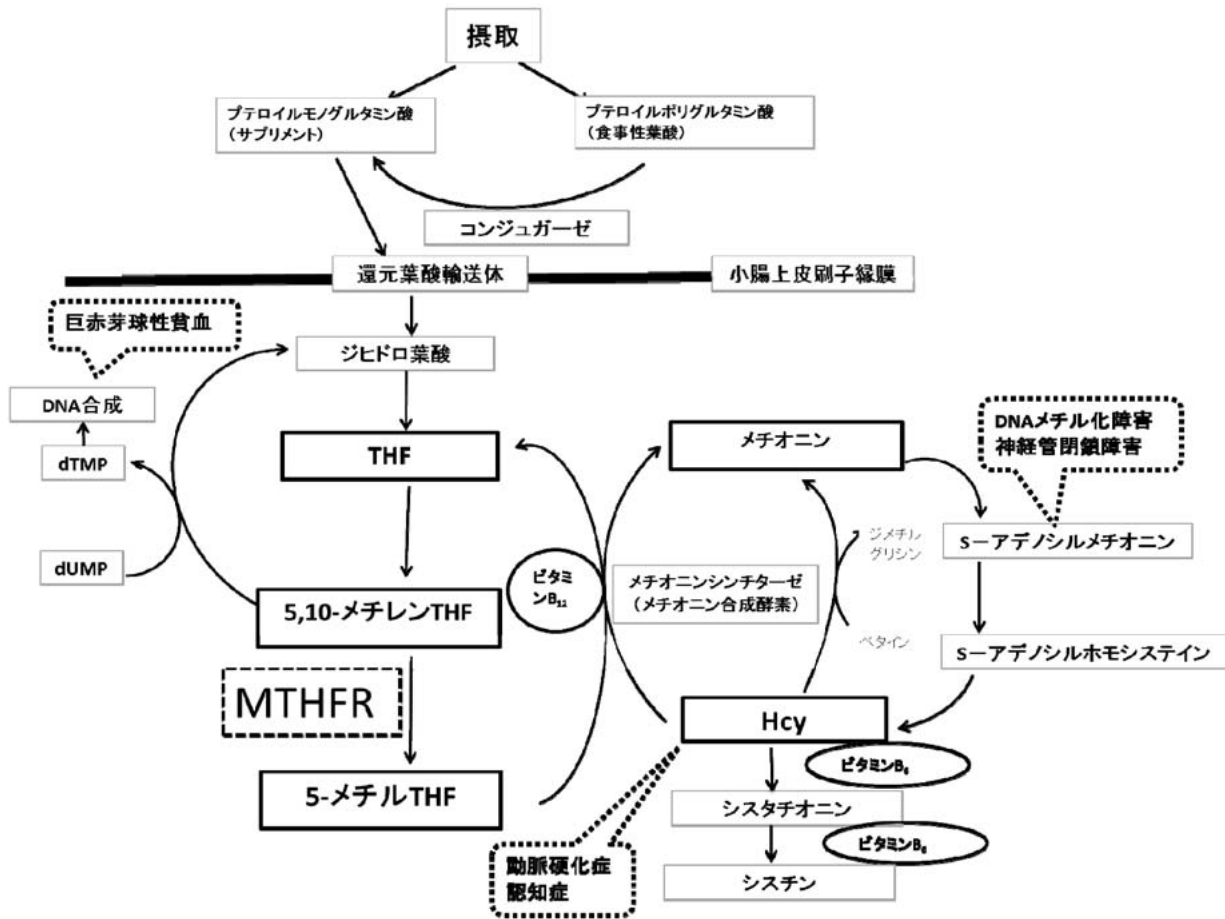 摂取
プテロイルモノグルタミン酸
（サプリメント）
プテロイルポリグルタミン酸
（食事性葉酸）
コンジュガーゼ
還元葉酸輸送体
小腸上皮刷子縁膜
巨赤芽球性貧血
ジヒドロ葉酸
DNA合成
dTMP
dUMP
THF
メチオニン
DNAメチル化障害
神経管閉鎖障害
ジメチル
グリシン
S－アデノシルメチオニン
ビタミ
ンB₁₂
メチオニンシンチターゼ
（メチオニン合成酵素）
5,10-メチレンTHF
ベタイン
S－アデノシルホモシステイン
MTHFR
Hcy
ビタミンB₆
5-メチルTHF
シスタチオニン
ビタミンB₆
動脈硬化症
認知症
シスチン